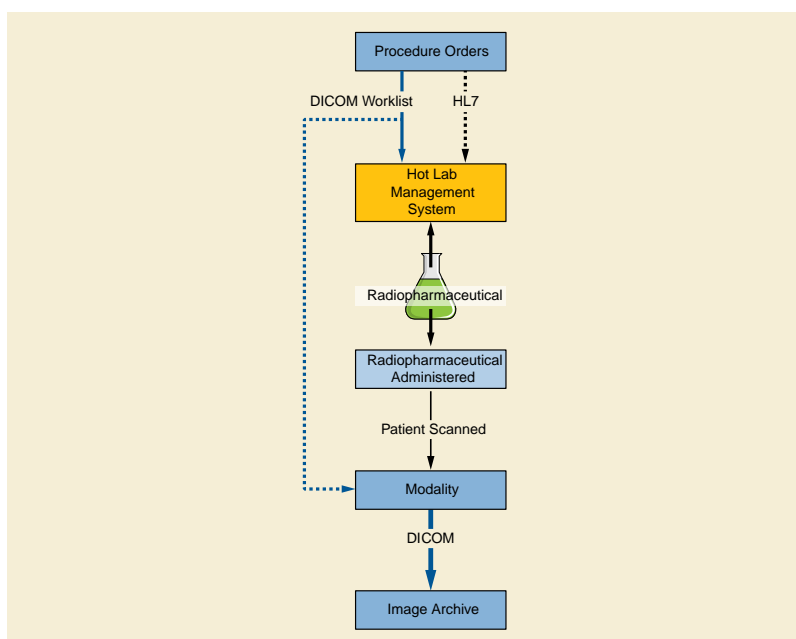 Procedure Orders
DICOM Worklist
HL7
Hot Lab
Management
System
Radiopharmaceutical
Radiopharmaceutical
Administered
Patient Scanned
Modality
DICOM
Image Archive